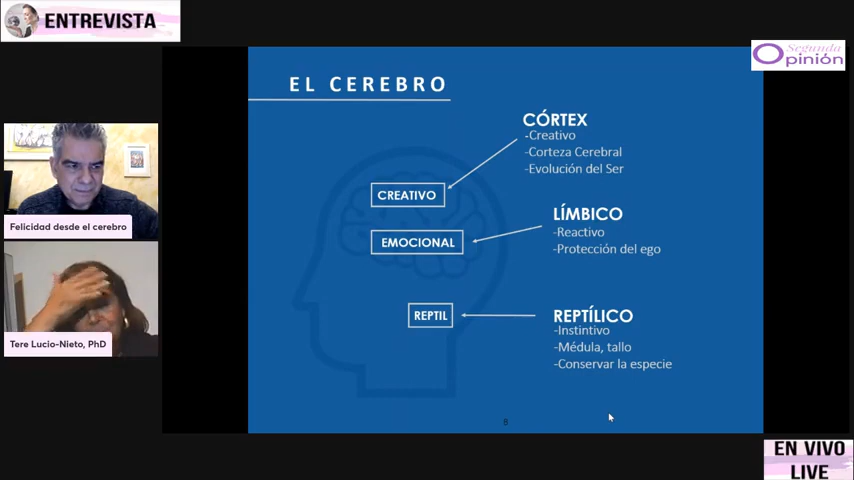 ENTREVISTA
Segunda
Opinión
EL CEREBRO
CÓRTEX
-Creativo
-Corteza Cerebral
-Evolución del Ser
CREATIVO
LÍMBICO
-Reactivo
-Protección del ego
EMOCIONAL
REPTÍLICO
-Instintivo
-Médula, tallo
-Conservar la especie
REPTIL
8
Felicidad desde el cerebro
Tere Lucio-Nieto, PhD
EN VIVO
LIVE